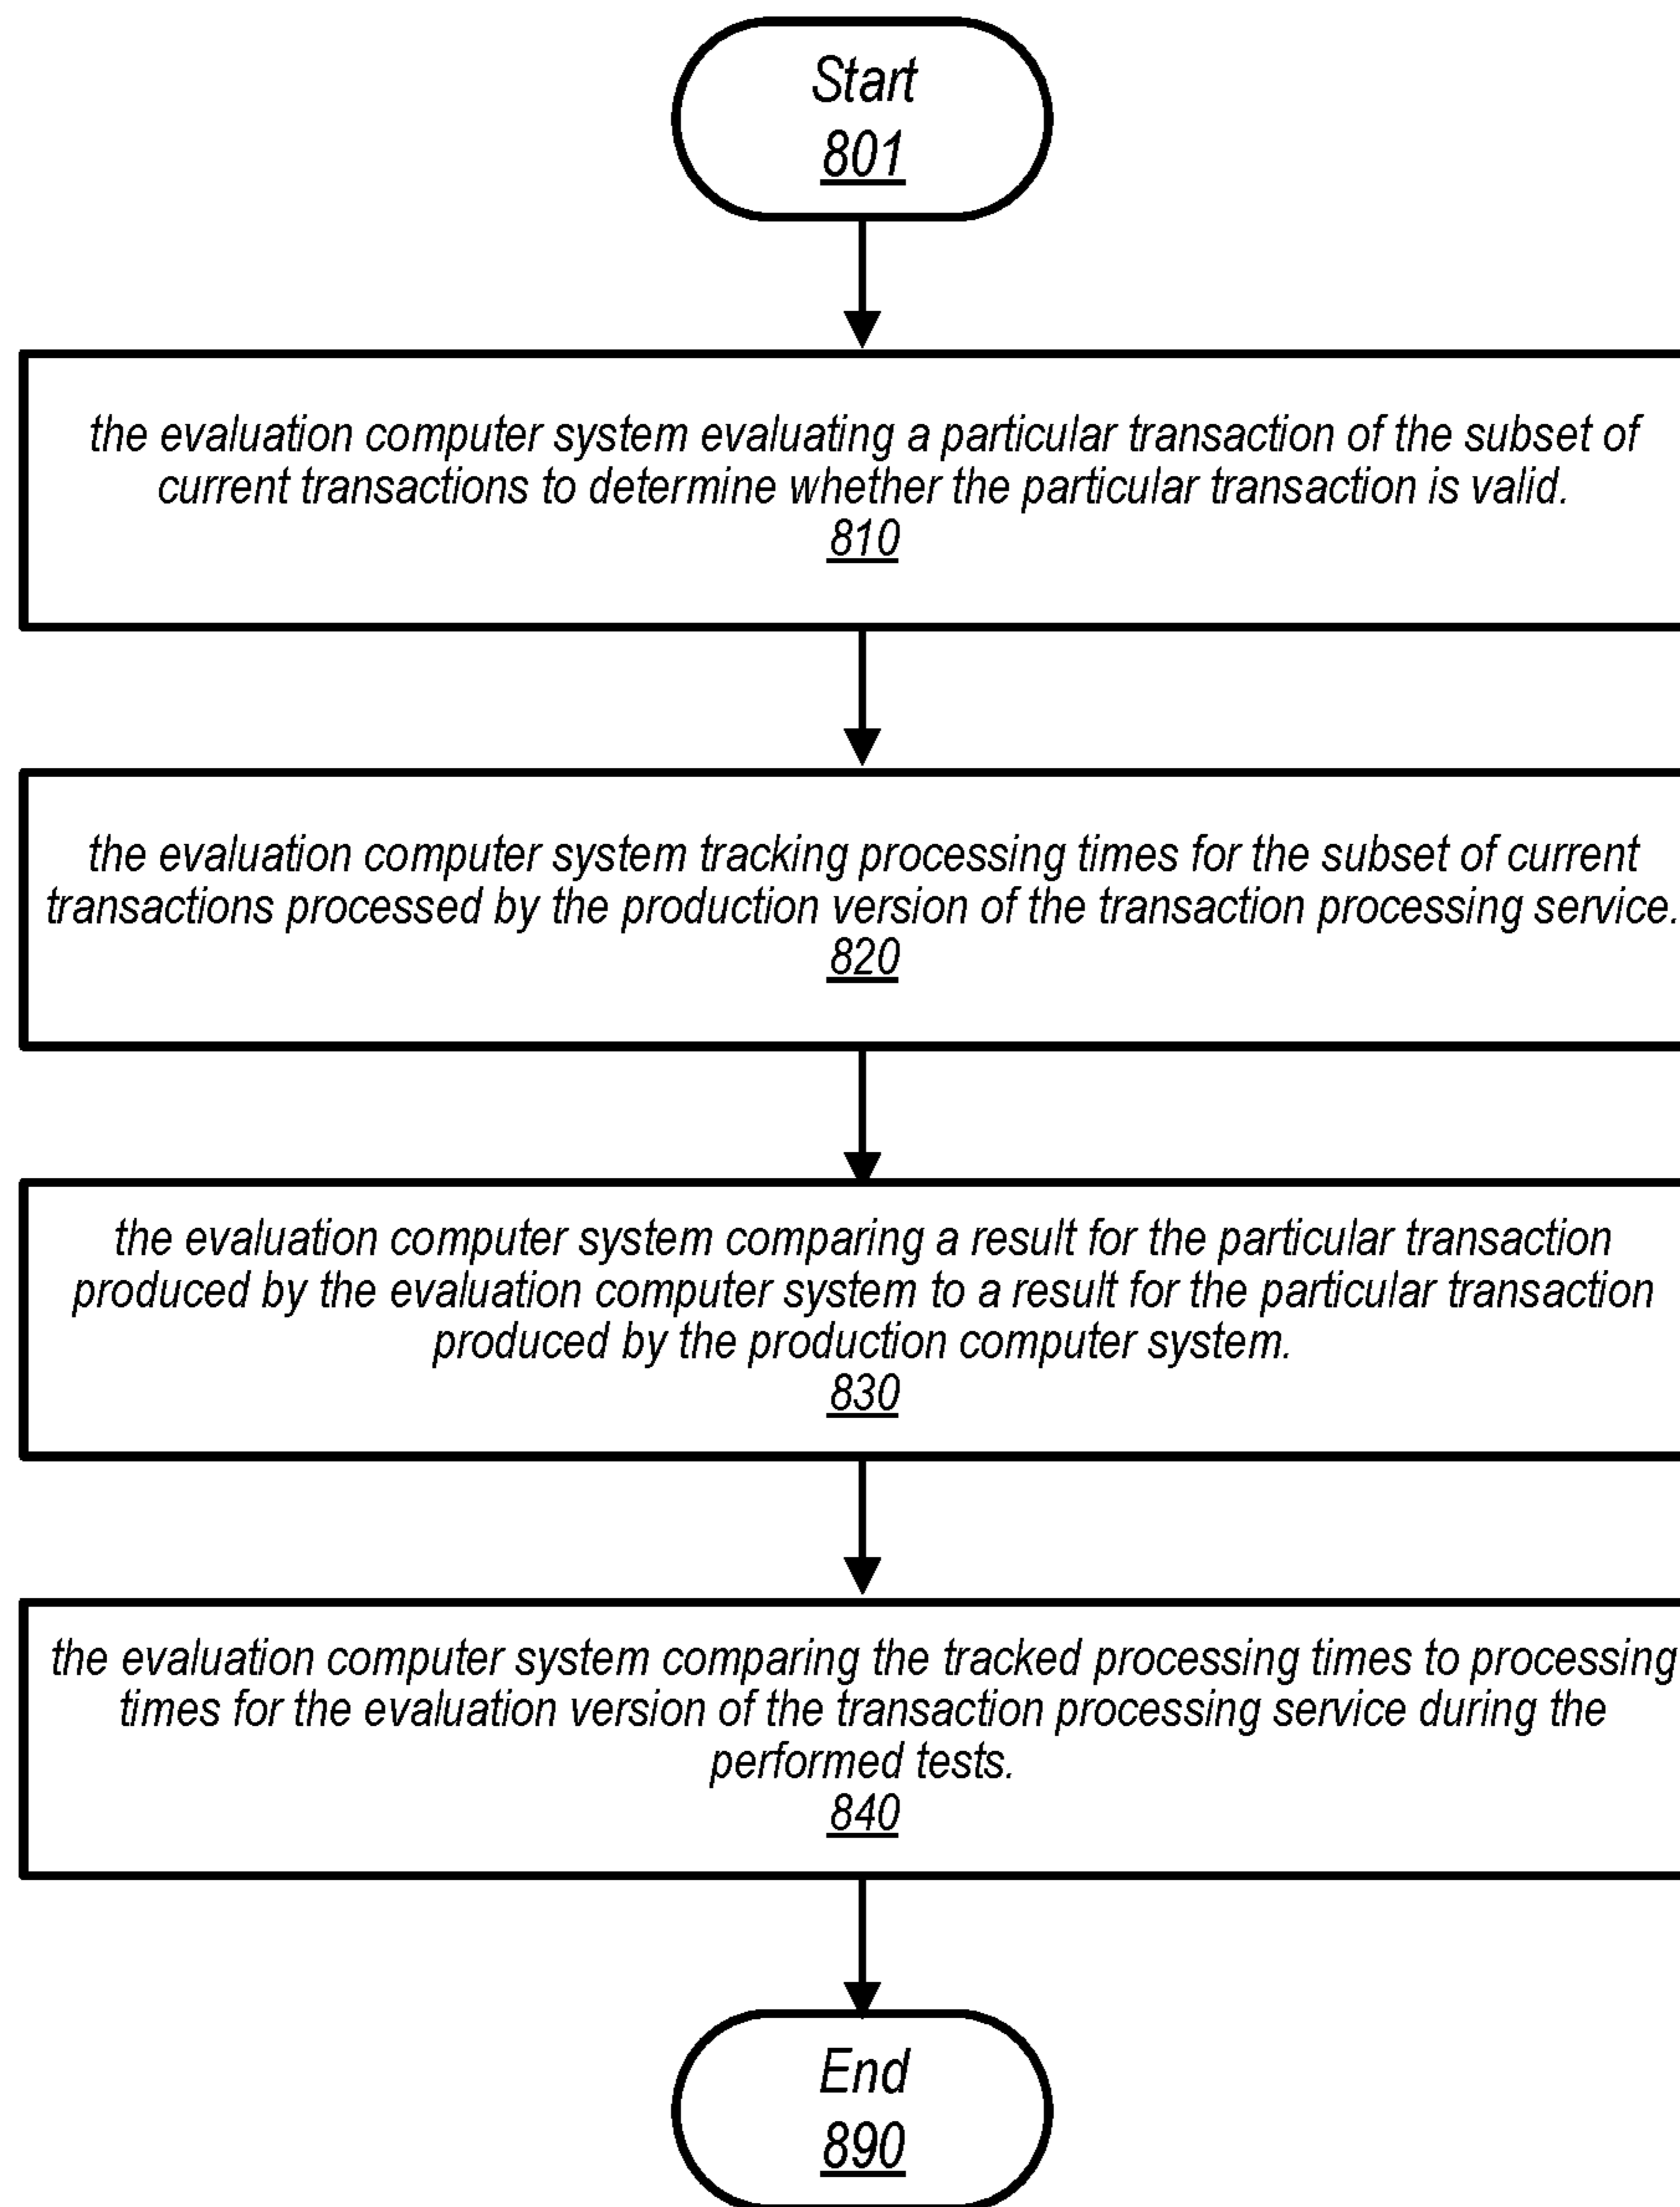 Start
801
the evaluation computer system evaluating a particular transaction of the subset of
current transactions to determine whether the particular transaction is valid.
810
the evaluation computer system tracking processing times for the subset of current
transactions processed by the production version of the transaction processing service.
820
the evaluation computer system comparing a result for the particular transaction
produced by the evaluation computer system to a result for the particular transaction
produced by the production computer system.
830
the evaluation computer system comparing the tracked processing times to processing
times for the evaluation version of the transaction processing service during the
performed tests.
840
End
890